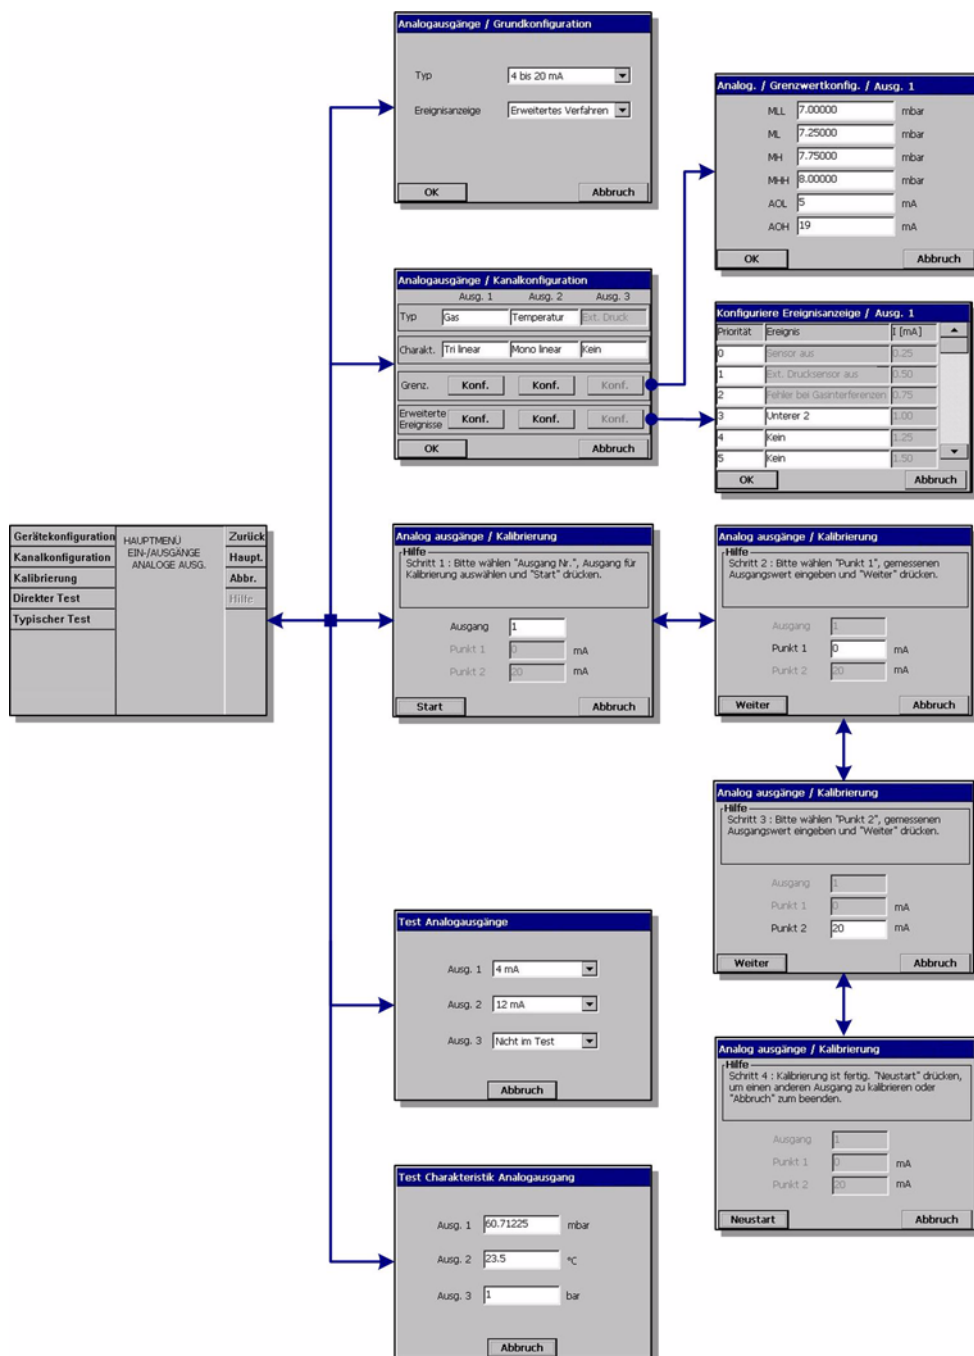 Analogausgänge / Grundkonfiguration
Typ 4 bis 20 mA
Ereignisanzeige Erweitertes Verfahren
OK Abbruch
Analog. / Grenzwertkonfig. / Ausg. 1
MLL 7.00000 mbar
ML 7.25000 mbar
MH 7.75000 mbar
MHH 8.00000 mbar
AOL 5 mA
AOH 19 mA
OK Abbruch
Analogausgänge / Kanalkonfiguration
Ausg. 1 Ausg. 2 Ausg. 3
Typ Gas Temperatur Ext. Druck
Charakt. Tri linear Mono linear Kein
Grenz. Konf. Konf. Konf.
Erweiterte
Ereignisse Konf. Konf. Konf.
OK Abbruch
Konfiguriere Ereignisanzeige / Ausg. 1
Priorität Ereignis I [mA]
0 Sensor aus 0.25
1 Ext. Drucksensor aus 0.50
2 Fehler bei Gasinterferenzen 0.75
3 Unterer 2 1.00
4 Kein 1.25
5 Kein 1.50
OK Abbruch
Gerätekonfiguration
Kanalkonfiguration
Kalibrierung
Direkter Test
Typischer Test
HAUPTMENÜ
EIN-/AUSGÄNGE
ANALOGE AUSG.
Zurück
Haupt.
Abbr.
Hilfe
Analog ausgänge / Kalibrierung
Hilfe
Schritt 1 : Bitte wählen "Ausgang Nr.", Ausgang für
Kalibrierung auswählen und "Start" drücken.
Ausgang 1
Punkt 1 0 mA
Punkt 2 20 mA
Start Abbruch
Analog ausgänge / Kalibrierung
Hilfe
Schritt 2 : Bitte wählen "Punkt 1", gemessenen
Ausgangswert eingeben und "Weiter" drücken.
Ausgang 1
Punkt 1 0 mA
Punkt 2 20 mA
Weiter Abbruch
Analog ausgänge / Kalibrierung
Hilfe
Schritt 3 : Bitte wählen "Punkt 2", gemessenen
Ausgangswert eingeben und "Weiter" drücken.
Ausgang 1
Punkt 1 0 mA
Punkt 2 20 mA
Weiter Abbruch
Test Analogausgänge
Ausg. 1 4 mA
Ausg. 2 12 mA
Ausg. 3 Nicht im Test
Abbruch
Analog ausgänge / Kalibrierung
Hilfe
Schritt 4 : Kalibrierung ist fertig. "Neustart" drücken,
um einen anderen Ausgang zu kalibrieren oder
"Abbruch" zum beenden.
Ausgang 1
Punkt 1 0 mA
Punkt 2 20 mA
Neustart Abbruch
Test Charakteristik Analogausgang
Ausg. 1 60.71225 mbar
Ausg. 2 23.5 °C
Ausg. 3 1 bar
Abbruch